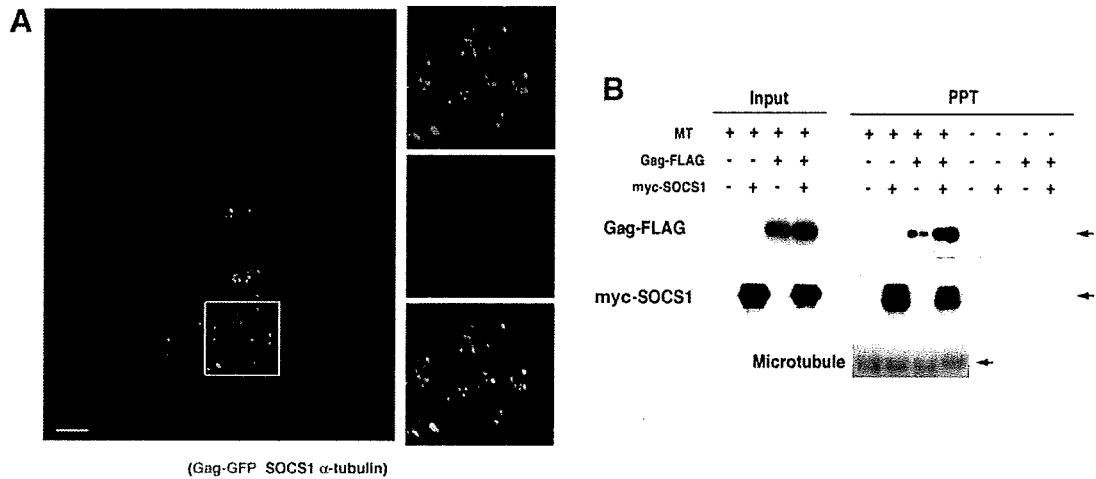 A
(Gag-GFP SOCS1 α-tubulin)
B
Input PPT
MT + + + + + + + + - - - -
Gag-FLAG - - + + - - + + - - + +
myc-SOCS1 - + - + - + - + - + - +
Gag-FLAG
myc-SOCS1
Microtubule